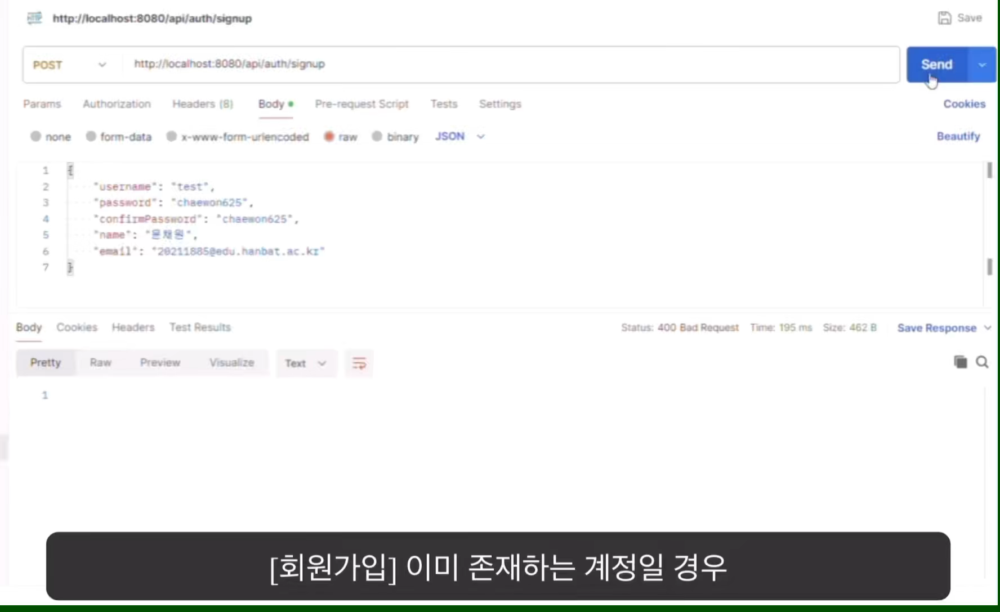 http://localhost:8080/api/auth/signup
Save
POST
http://localhost:8080/api/auth/signup
Send
Params Authorization Headers (8) Body Pre-request Script Tests Settings Cookies
none form-data x-www-form-urlencoded raw binary JSON Beautify
1 {
2 "username": "test",
3 "password": "chaewon625",
4 "confirmPassword": "chaewon625",
5 "name": "문채원",
6 "email": "20211885@edu.hanbat.ac.kr"
7 }
Body Cookies Headers Test Results Status: 400 Bad Request Time: 195 ms Size: 462 B Save Response
Pretty Raw Preview Visualize Text
1
[회원가입] 이미 존재하는 계정일 경우